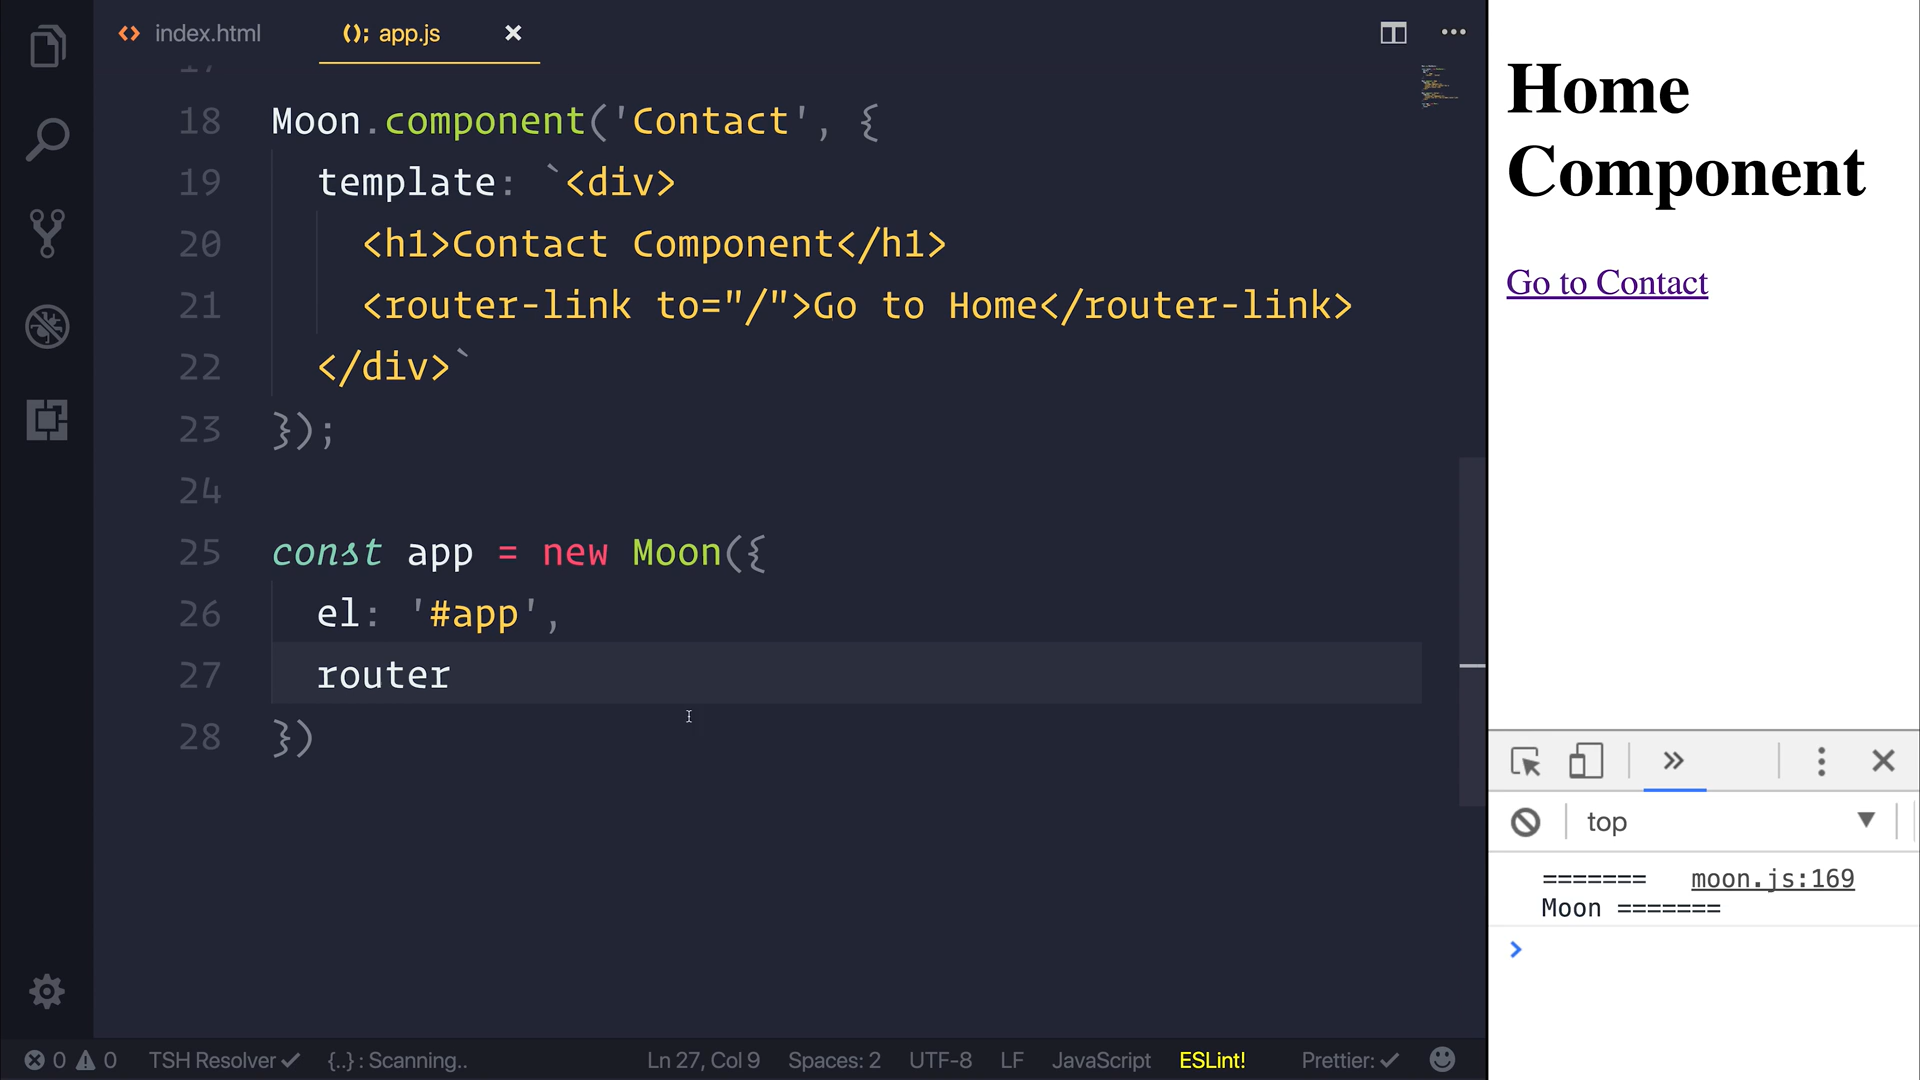 index.html
(); app.js
17
18 Moon.component('Contact', {
19 template: `<div>
20 <h1>Contact Component</h1>
21 <router-link to="/">Go to Home</router-link>
22 </div>`
23 });
24
25 const app = new Moon({
26 el: '#app',
27 router
28 })
Home
Component
Go to Contact
top
======= moon.js:169
Moon =======
0 0 TSH Resolver {..} : Scanning.. Ln 27, Col 9 Spaces: 2 UTF-8 LF JavaScript ESLint! Prettier: